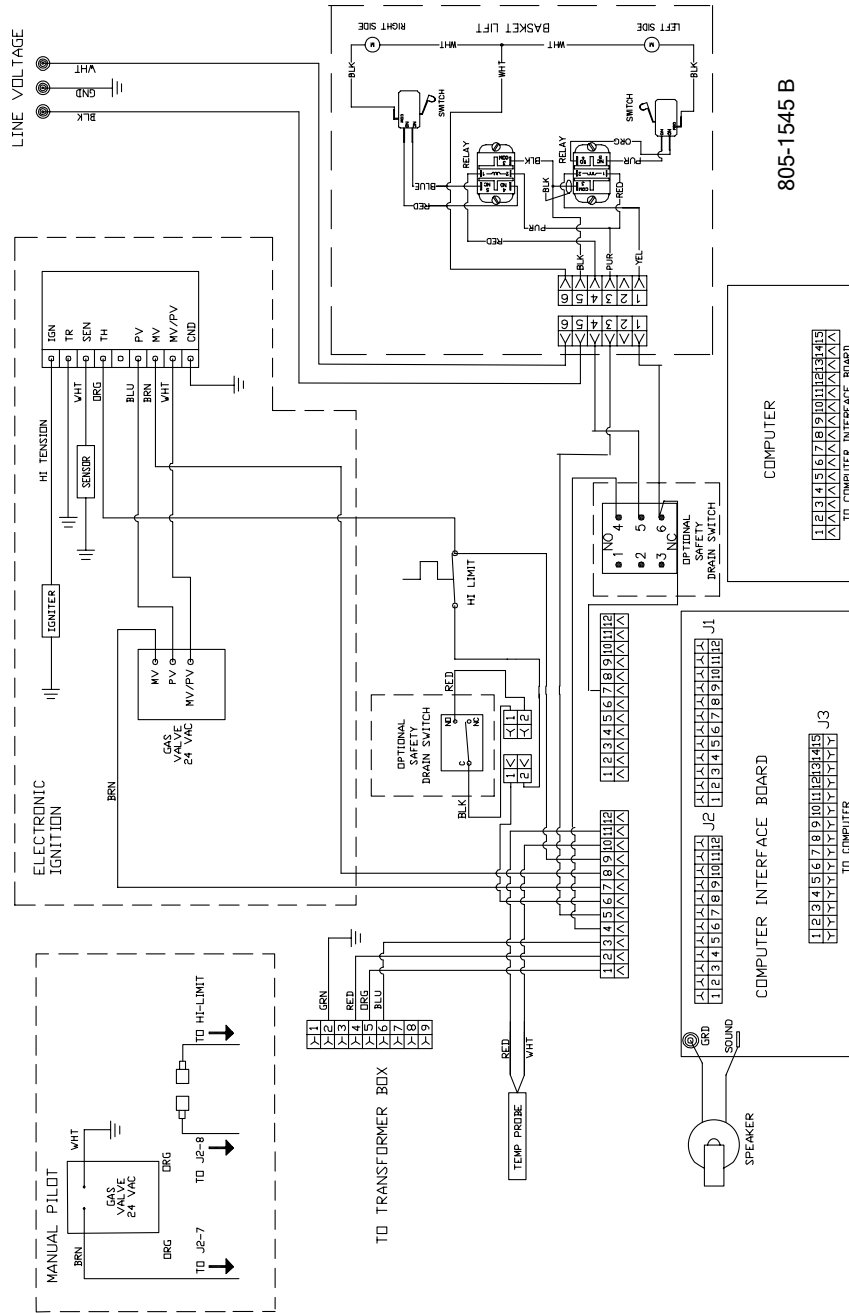 LINE VOLTAGE
BLK
GND
WHT
ELECTRONIC
IGNITION
IGNITER
HI TENSION
IGN
TR
SEN
TH
PV
MV
MV/PV
GND
WHT
SENSOR
ORG
BLU
BRN
WHT
BRN
MV
PV
MV/PV
GAS
VALVE
24 VAC
MANUAL PILOT
BRN
WHT
GAS
VALVE
24 VAC
ORG
ORG
TO J2-7
TO J2-8
TO HI-LIMIT
RIGHT SIDE
BASKET LIFT
LEFT SIDE
M
M
WHT
WHT
WHT
BLK
BLK
SWITCH
SWITCH
COM
NO
NC
COM
NO
NC
RELAY
RELAY
BLUE
RED
BLK
BLK
ORG
PUR
RED
PUR
RED
BLK
PUR
YEL
6 5 4 3 2 1
6 5 4 3 2 1
805-1545 B
HI LIMIT
OPTIONAL
SAFETY
DRAIN SWITCH
NO
NC
C
RED
BLK
1 2
1 2
OPTIONAL
SAFETY
DRAIN SWITCH
NO
NC
1 4
2 5
3 6
TO TRANSFORMER BOX
1 2 3 4 5 6 7 8 9
GRN
RED
ORG
BLU
TEMP PROBE
RED
WHT
1 2 3 4 5 6 7 8 9 10 11 12
1 2 3 4 5 6 7 8 9 10 11 12
SPEAKER
GRD
SOUND
J2
1 2 3 4 5 6 7 8 9 10 11 12
J1
1 2 3 4 5 6 7 8 9 10 11 12
COMPUTER INTERFACE BOARD
J3
1 2 3 4 5 6 7 8 9 10 11 12 13 14 15
TO COMPUTER
COMPUTER
1 2 3 4 5 6 7 8 9 10 11 12 13 14 15
TO COMPUTER INTERFACE BOARD